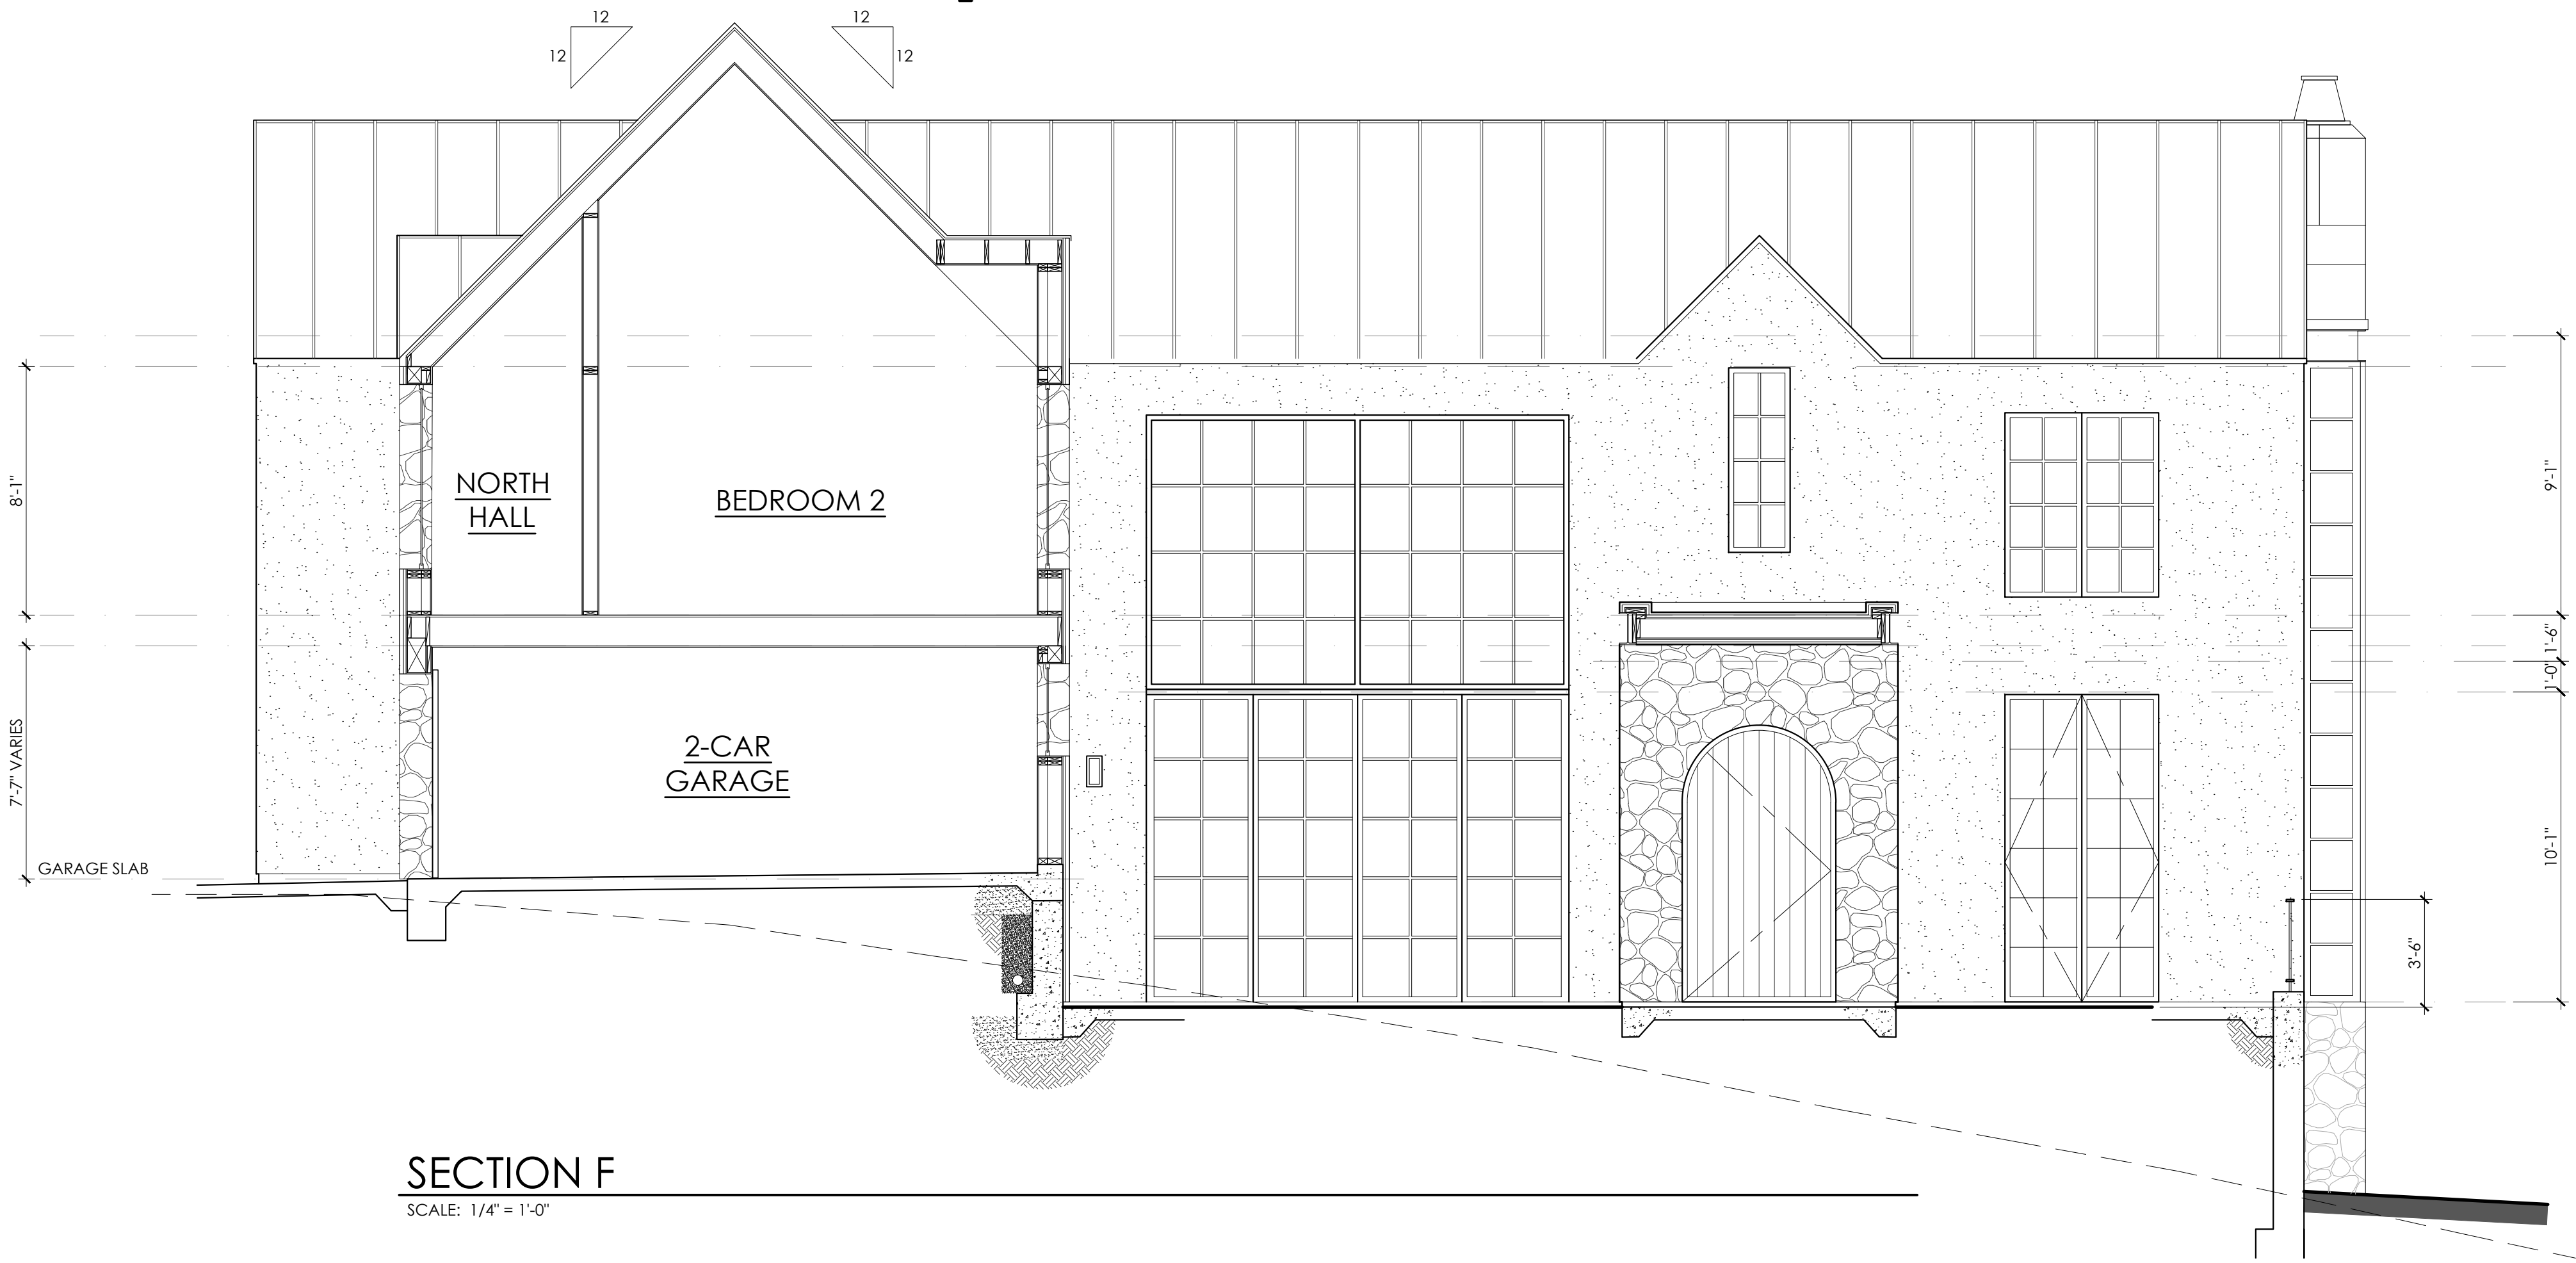 12
12
12
12
8'-1"
7'-7" VARIES
GARAGE SLAB
NORTH
HALL
BEDROOM 2
2-CAR
GARAGE
9'-1"
1'-6"
1'-0"
10'-1"
3'-6"
SECTION F
SCALE: 1/4" = 1'-0"